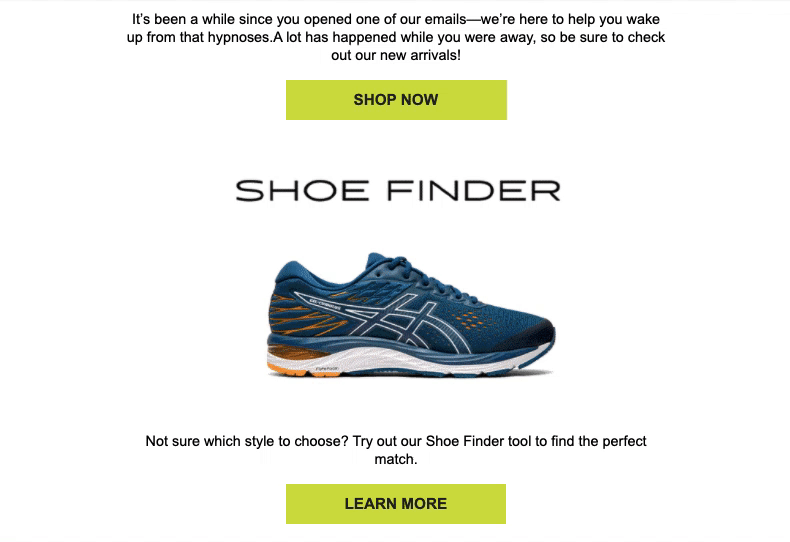 It’s been a while since you opened one of our emails—we’re here to help you wake
up from that hypnoses.A lot has happened while you were away, so be sure to check
out our new arrivals!
SHOP NOW
SHOE FINDER
Not sure which style to choose? Try out our Shoe Finder tool to find the perfect
match.
LEARN MORE